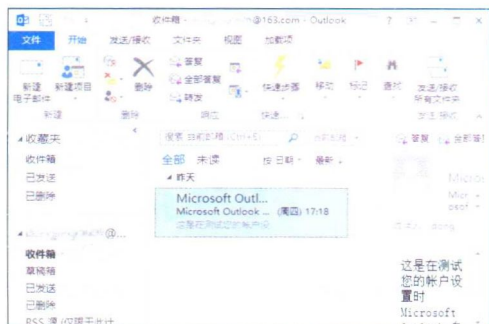 收件箱 - @163.com - Outlook
文件 开始 发送/接收 文件夹 视图 加载项
新建
电子邮件
新建项目
删除
答复
全部答复
转发
快速步骤
移动 标记 查找
发送/接收
所有文件夹
新建 删除 响应 快速... 发送/接收
收藏夹
收件箱
已发送
已删除
搜索 当前邮箱 (Ctrl+E)
全部 未读 按 日期 最新
昨天
Microsoft Outl...
Microsoft Outlook ... (周四) 17:18
这是在测试您的帐户设
答复 全部答
@...
收件箱
草稿箱
已发送
已删除
这是在测试
您的帐户设
置时
Microsoft